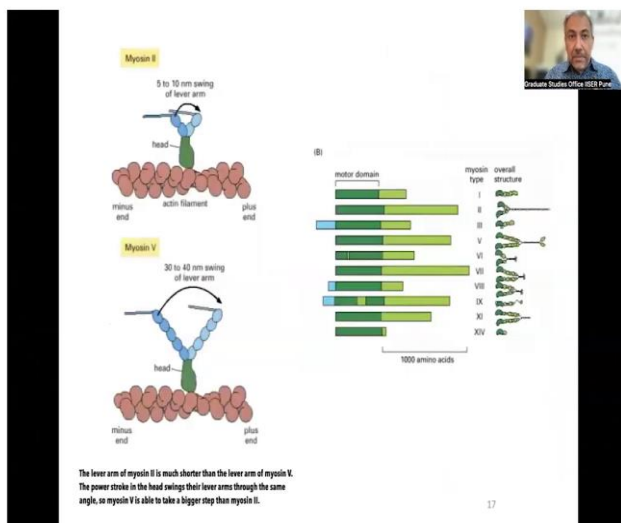 Graduate Studies Office IISER Pune
Myosin II
5 to 10 nm swing
of lever arm
head
minus
end
actin filament
plus
end
Myosin V
30 to 40 nm swing
of lever arm
head
minus
end
plus
end
(B)
motor domain
myosin
type
overall
structure
I
II
III
V
VI
VII
VIII
IX
XI
XIV
1000 amino acids
The lever arm of myosin II is much shorter than the lever arm of myosin V.
The power stroke in the head swings their lever arms through the same
angle, so myosin V is able to take a bigger step than myosin II.
17